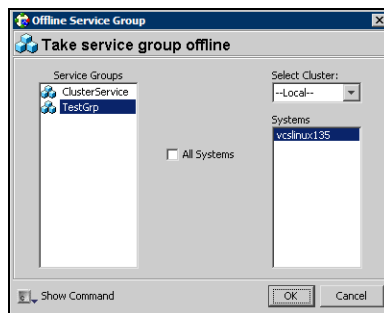 Offline Service Group
Take service group offline
Service Groups
ClusterService
TestGrp
All Systems
Select Cluster:
--Local--
Systems
vcslinux135
Show Command
OK
Cancel